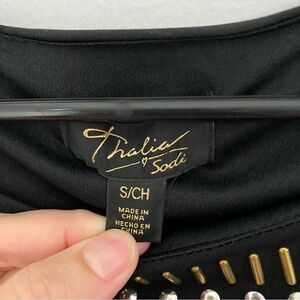 Thalia
Sodi
S/CH
MADE IN
CHINA
HECHO EN
CHINA